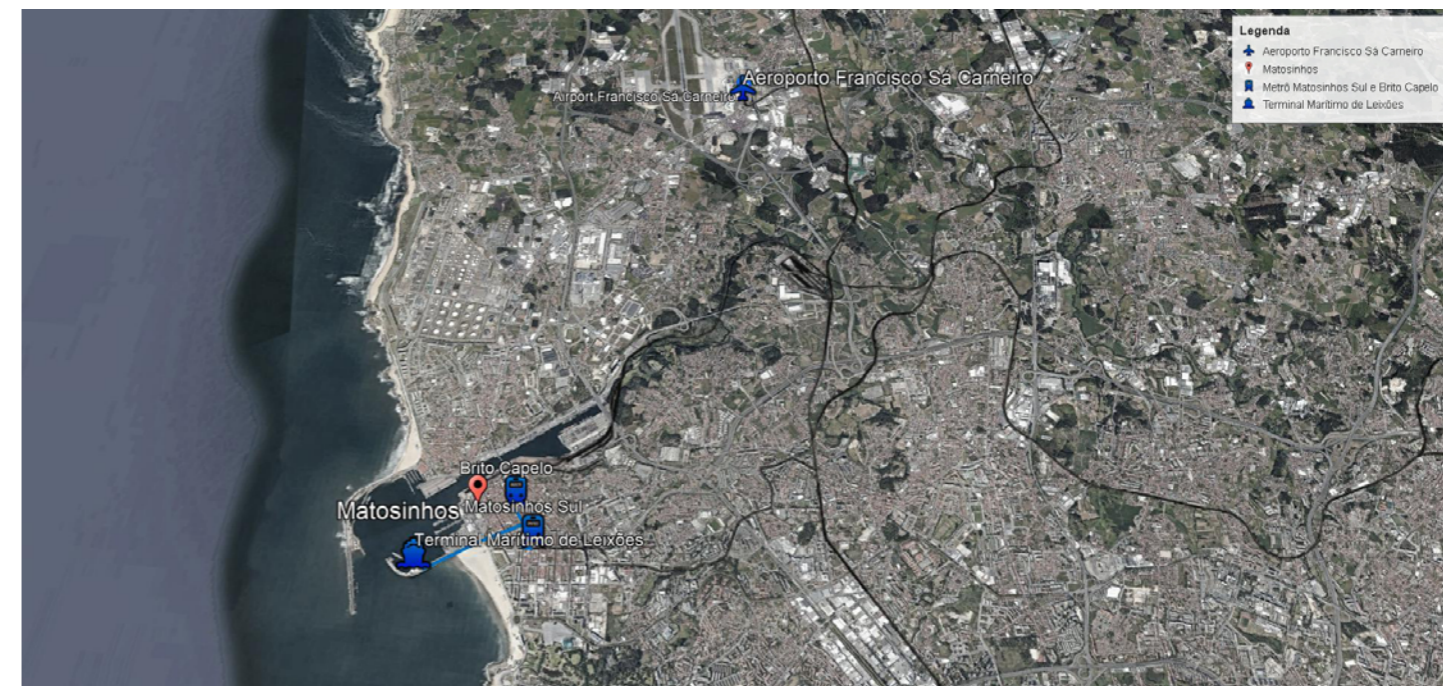 Legenda
Aeroporto Francisco Sá Carneiro
Matosinhos
Metrô Matosinhos Sul e Brito Capelo
Terminal Marítimo de Leixões
Aeroporto Francisco Sá Carneiro
Airport Francisco Sá Carneiro
Brito Capelo
Matosinhos Sul
Matosinhos
Terminal Marítimo de Leixões